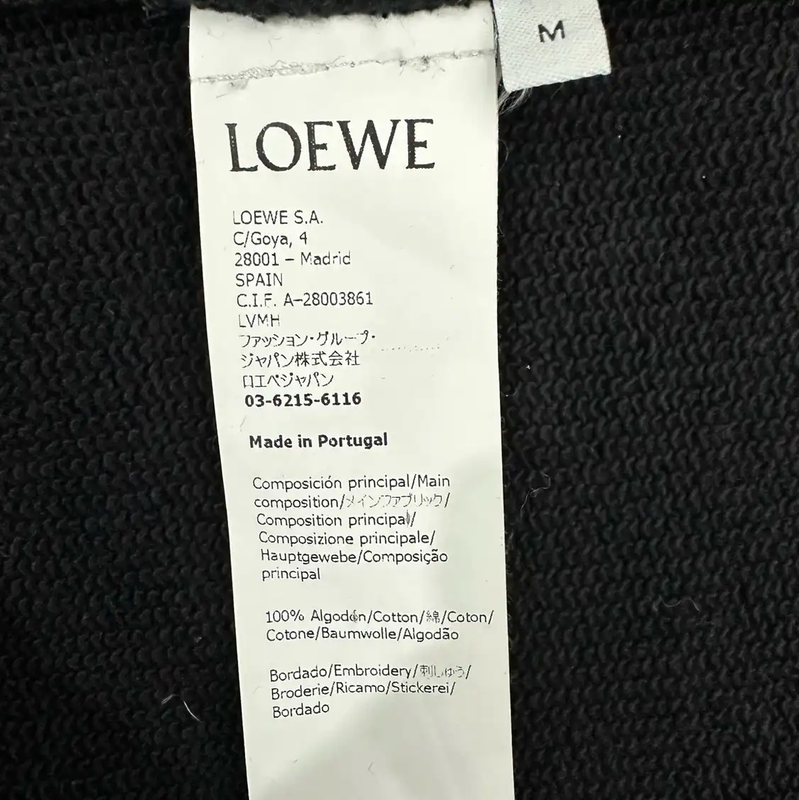 M
LOEWE
LOEWE S.A.
C/Goya, 4
28001 – Madrid
SPAIN
C.I.F. A-28003861
LVMH
ファッション・グループ・
ジャパン株式会社
ロエベジャパン
03-6215-6116
Made in Portugal
Composición principal/Main
composition/メインファブリック/
Composition principal/
Composizione principale/
Hauptgewebe/Composição
principal
100% Algodón/Cotton/綿/Coton/
Cotone/Baumwolle/Algodão
Bordado/Embroidery/刺しゅう/
Broderie/Ricamo/Stickerei/
Bordado